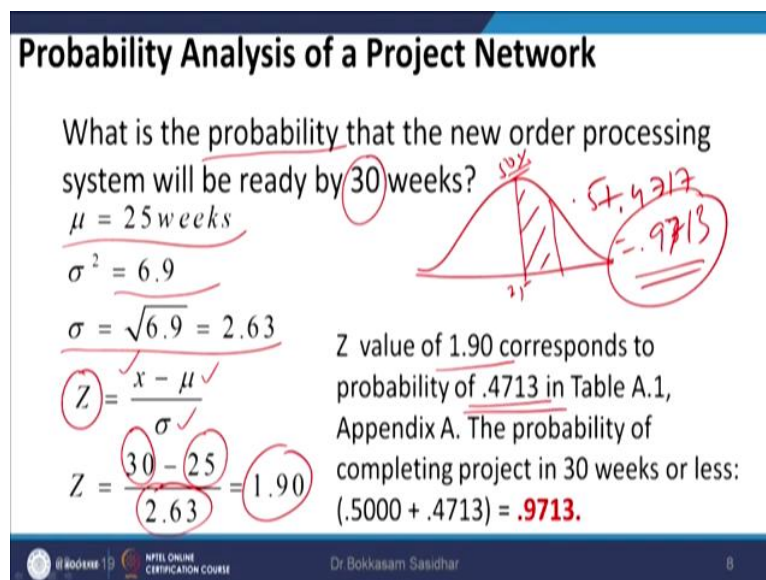 Probability Analysis of a Project Network
What is the probability that the new order processing
system will be ready by 30 weeks?
μ = 25 weeks
σ² = 6.9
σ = √6.9 = 2.63
Z = x - μ / σ
Z = 30 - 25 / 2.63 = 1.90
50%
25
.5+.4717
=.9713
Z value of 1.90 corresponds to
probability of .4713 in Table A.1,
Appendix A. The probability of
completing project in 30 weeks or less:
(.5000 + .4713) = .9713.
NPTEL ONLINE
CERTIFICATION COURSE
Dr.Bokkasam Sasidhar
8